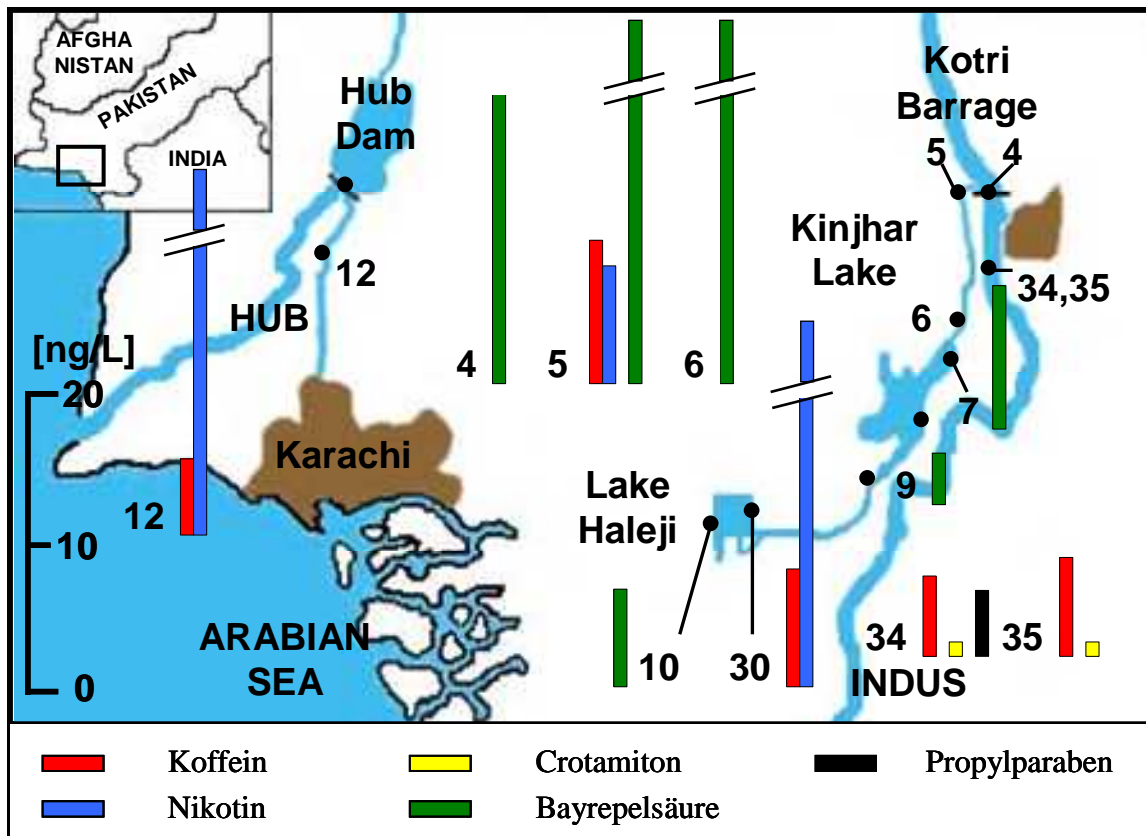 AFGHA
NISTAN
PAKISTAN
INDIA
Hub
Dam
Kotri
Barrage
5
4
12
Kinjhar
Lake
34,35
HUB
6
[ng/L]
4
5
6
7
20
Karachi
12
Lake
Haleji
9
10
ARABIAN
SEA
10
30
34
35
INDUS
0
Koffein
Crotamiton
Propylparaben
Nikotin
Bayrepelsäure